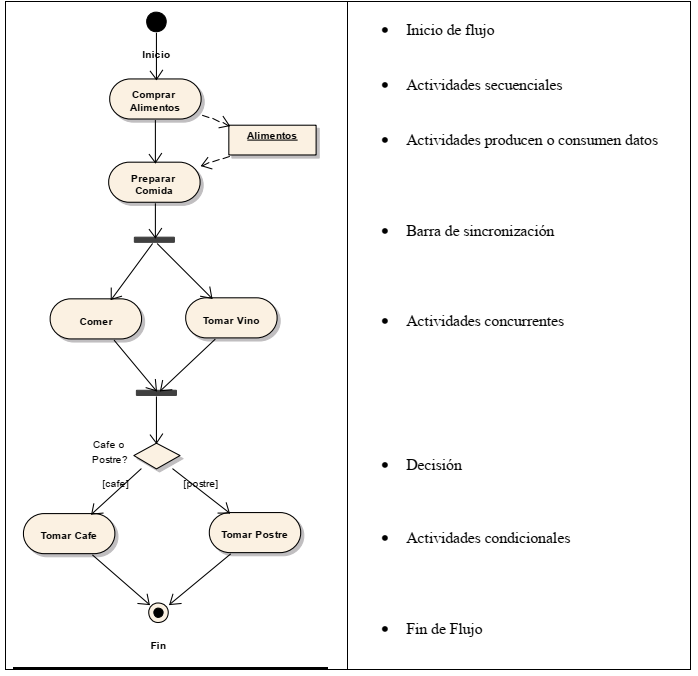 Inicio
Comprar
Alimentos
Alimentos
Preparar
Comida
Comer
Tomar Vino
Cafe o
Postre?
[cafe]
[postre]
Tomar Cafe
Tomar Postre
Fin
• Inicio de flujo
• Actividades secuenciales
• Actividades producen o consumen datos
• Barra de sincronización
• Actividades concurrentes
• Decisión
• Actividades condicionales
• Fin de Flujo